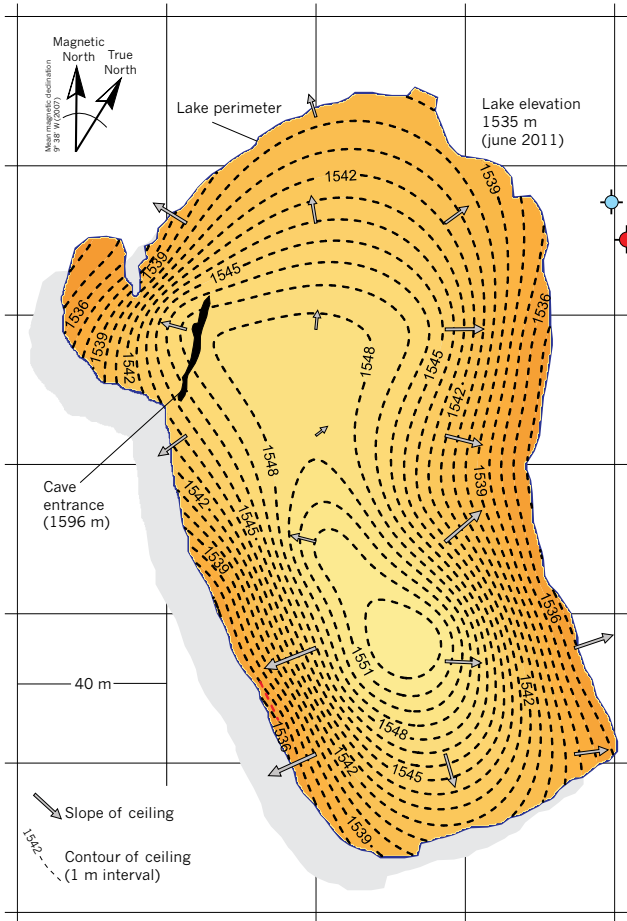 Magnetic
North
True
North
Mean magnetic declination
9° 38' W (2007)
Lake perimeter
Lake elevation
1535 m
(june 2011)
1542
1539
1539
1545
1536
1536
1539
1542
1548
1545
1542
1548
1539
Cave
entrance
(1596 m)
1542
1545
1539
1536
1551
1542
40 m
1548
1536
1545
1542
1539
Slope of ceiling
1542
Contour of ceiling
(1 m interval)